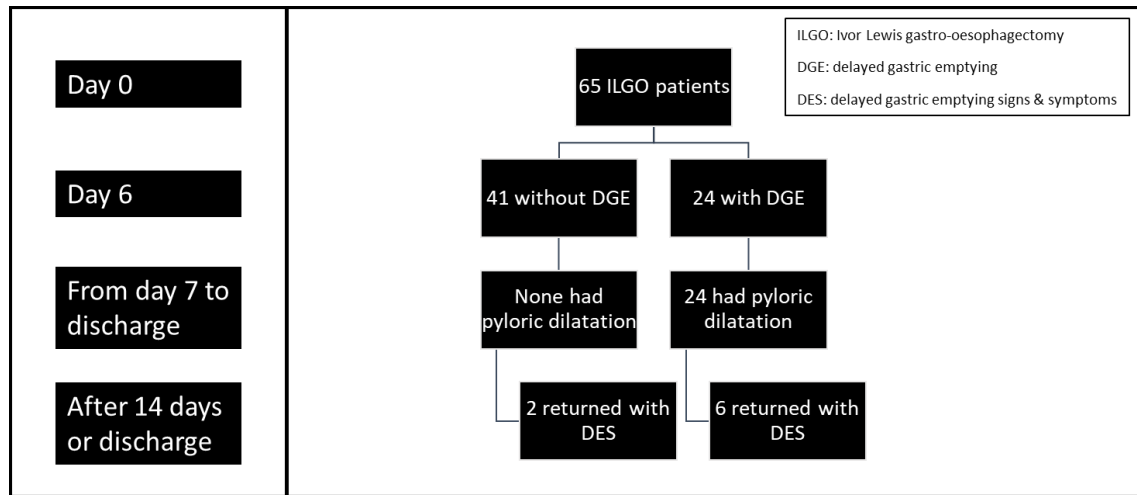 Day 0
Day 6
From day 7 to
discharge
After 14 days
or discharge
65 ILGO patients
41 without DGE
24 with DGE
None had
pyloric dilatation
24 had pyloric
dilatation
2 returned with
DES
6 returned with
DES
ILGO: Ivor Lewis gastro-oesophagectomy
DGE: delayed gastric emptying
DES: delayed gastric emptying signs & symptoms